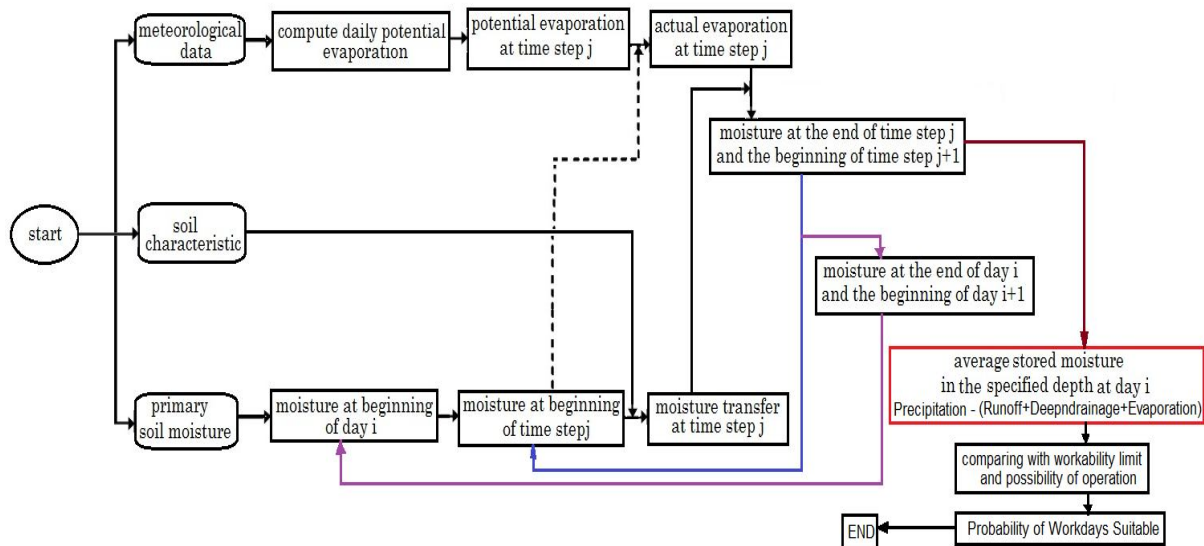 meteorological
data
compute daily potential
evaporation
potential evaporation
at time step j
actual evaporation
at time step j
moisture at the end of time step j
and the beginning of time step j+1
start
soil
characteristic
moisture at the end of day i
and the beginning of day i+1
primary
soil moisture
moisture at beginning
of day i
moisture at beginning
of time stepj
moisture transfer
at time step j
average stored moisture
in the specified depth at day i
Precipitation - (Runoff+Deepndrainage+Evaporation)
comparing with workability limit
and possibility of operation
Probability of Workdays Suitable
END